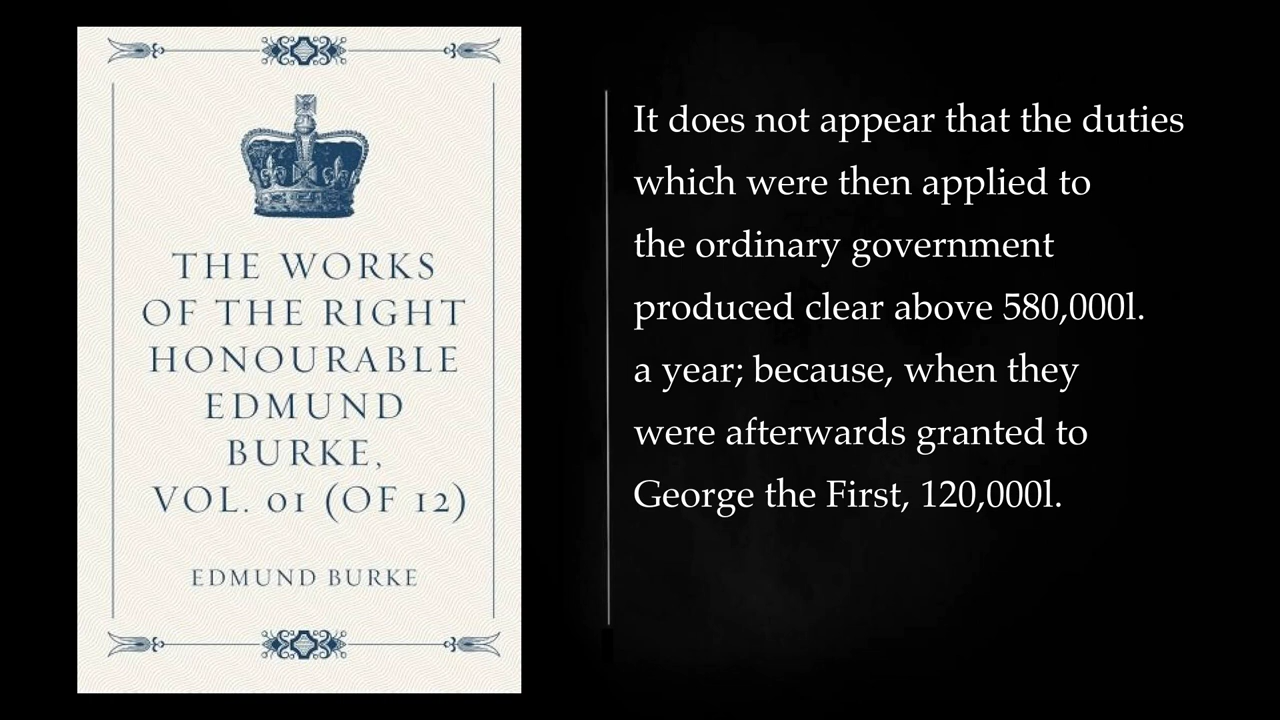 THE WORKS
OF THE RIGHT
HONOURABLE
EDMUND
BURKE,
VOL. 01 (OF 12)
EDMUND BURKE
It does not appear that the duties
which were then applied to
the ordinary government
produced clear above 580,000l.
a year; because, when they
were afterwards granted to
George the First, 120,000l.